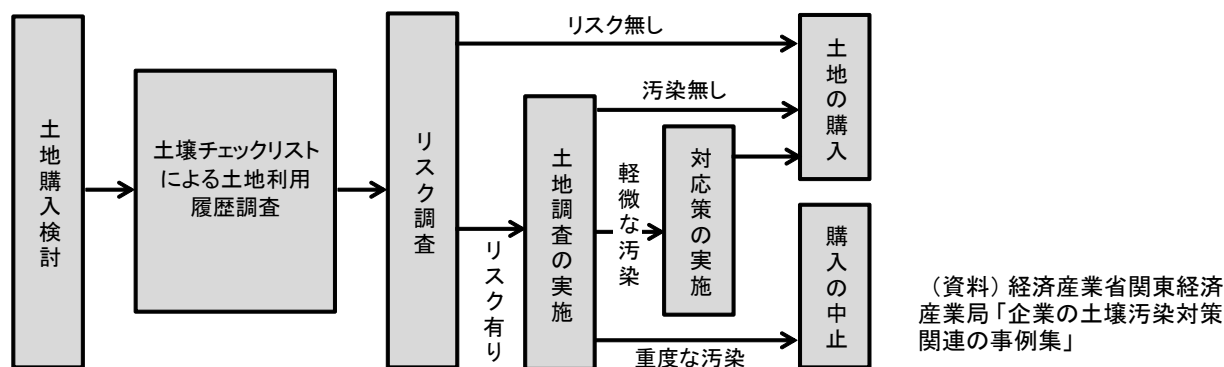 土地購入検討
土壌チェックリスト
による土地利用
履歴調査
リスク調査
リスク無し
リスク有り
土地調査の実施
汚染無し
軽微な汚染
重度な汚染
対応策の実施
土地の購入
購入の中止
（資料）経済産業省関東経済
産業局「企業の土壌汚染対策
関連の事例集」